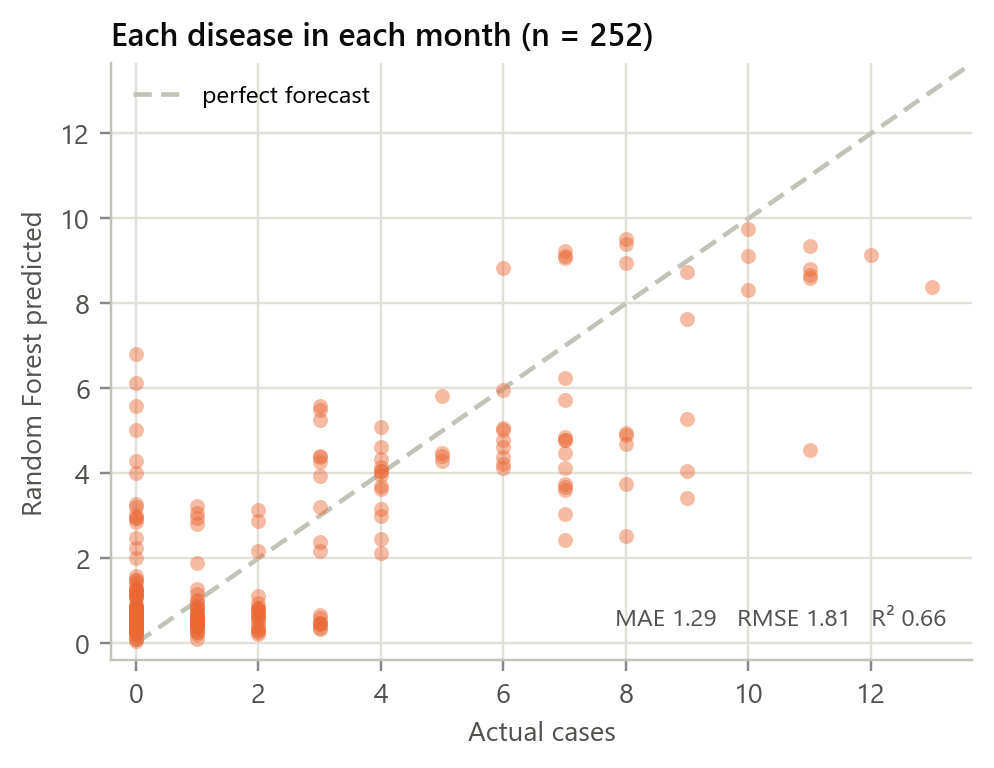 Each disease in each month (n = 252)
perfect forecast
12
10
8
6
4
2
0
Random Forest predicted
MAE 1.29 RMSE 1.81 R² 0.66
0 2 4 6 8 10 12
Actual cases